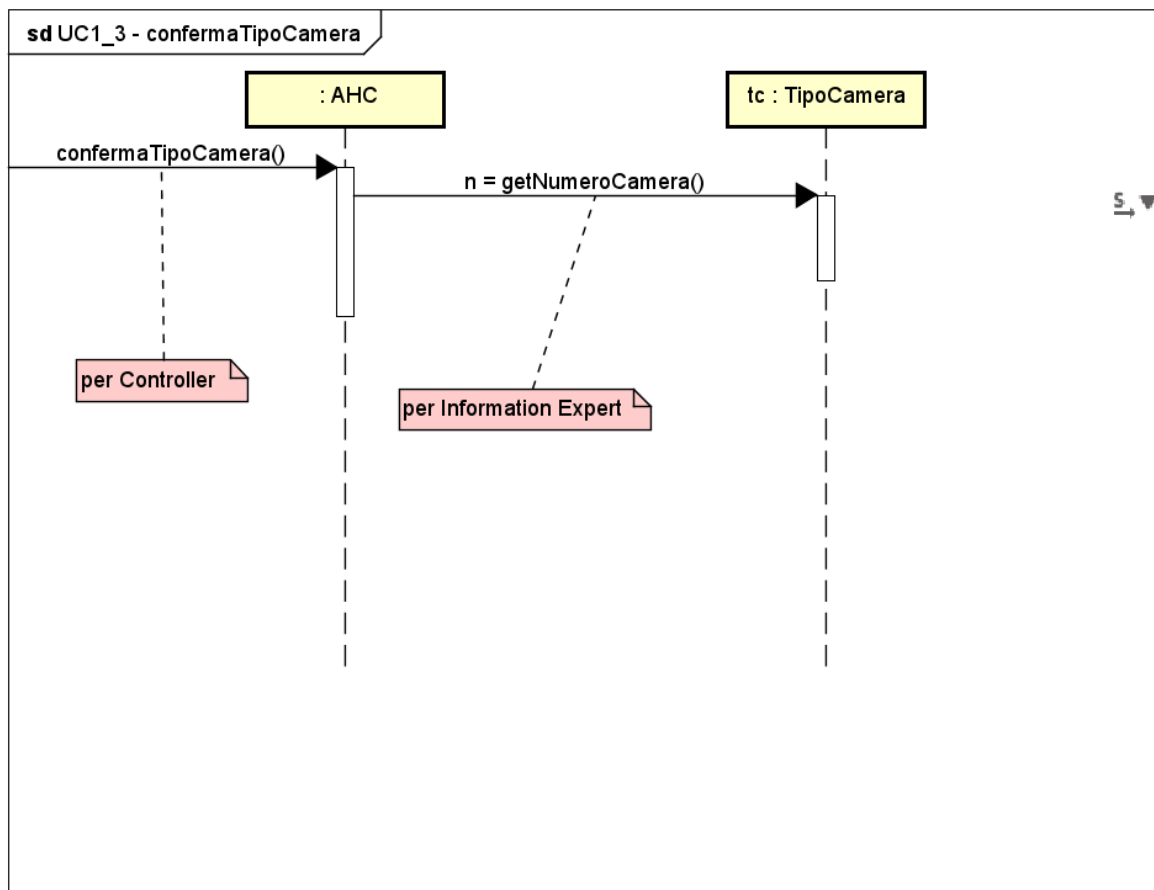 sd UC1_3 - confermaTipoCamera
: AHC
tc : TipoCamera
confermaTipoCamera()
n = getNumeroCamera()
S
per Controller
per Information Expert